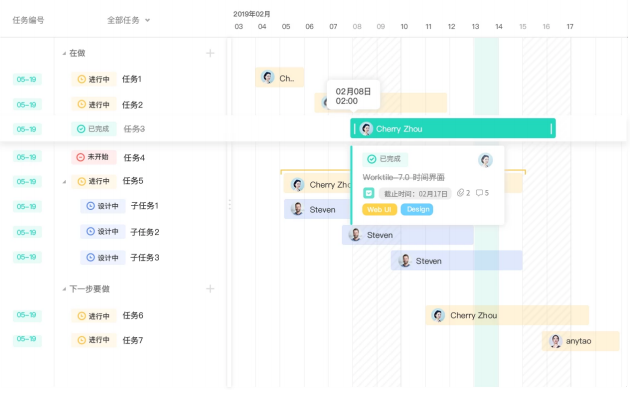 任务编号 全部任务 2019年02月
03 04 05 06 07 08 09 10 11 12 13 14 15 16 17
在做
05-19 进行中 任务1 Ch..
05-19 进行中 任务2
02月08日
02:00
05-19 已完成 任务3 Cherry Zhou
05-19 未开始 任务4
05-19 进行中 任务5 Cherry Zho
05-19 设计中 子任务1 Steven
05-19 设计中 子任务2 Steven
05-19 设计中 子任务3 Steven
已完成
Worktile-7.0-时间界面
截止时间：02月17日 2 5
Web UI Design
下一步要做
05-19 进行中 任务6 Cherry Zhou
05-19 进行中 任务7 anytao